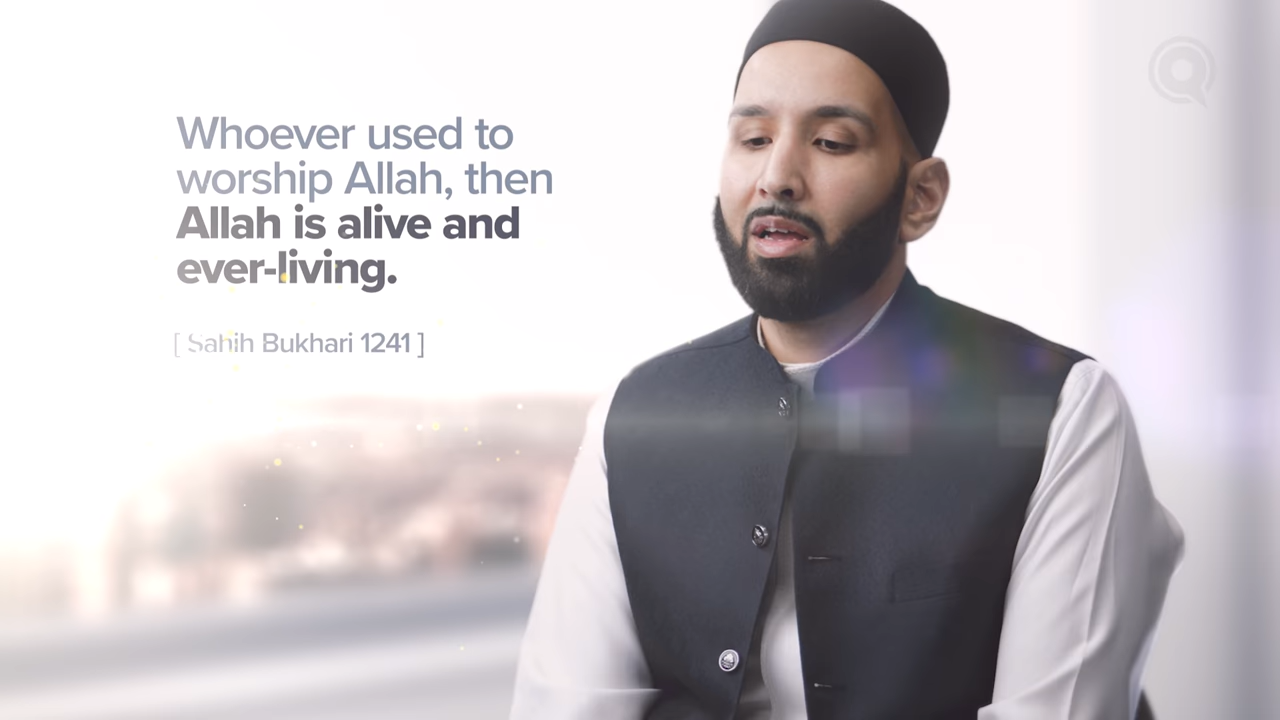 Whoever used to
worship Allah, then
Allah is alive and
ever-living.
[ Sahih Bukhari 1241 ]